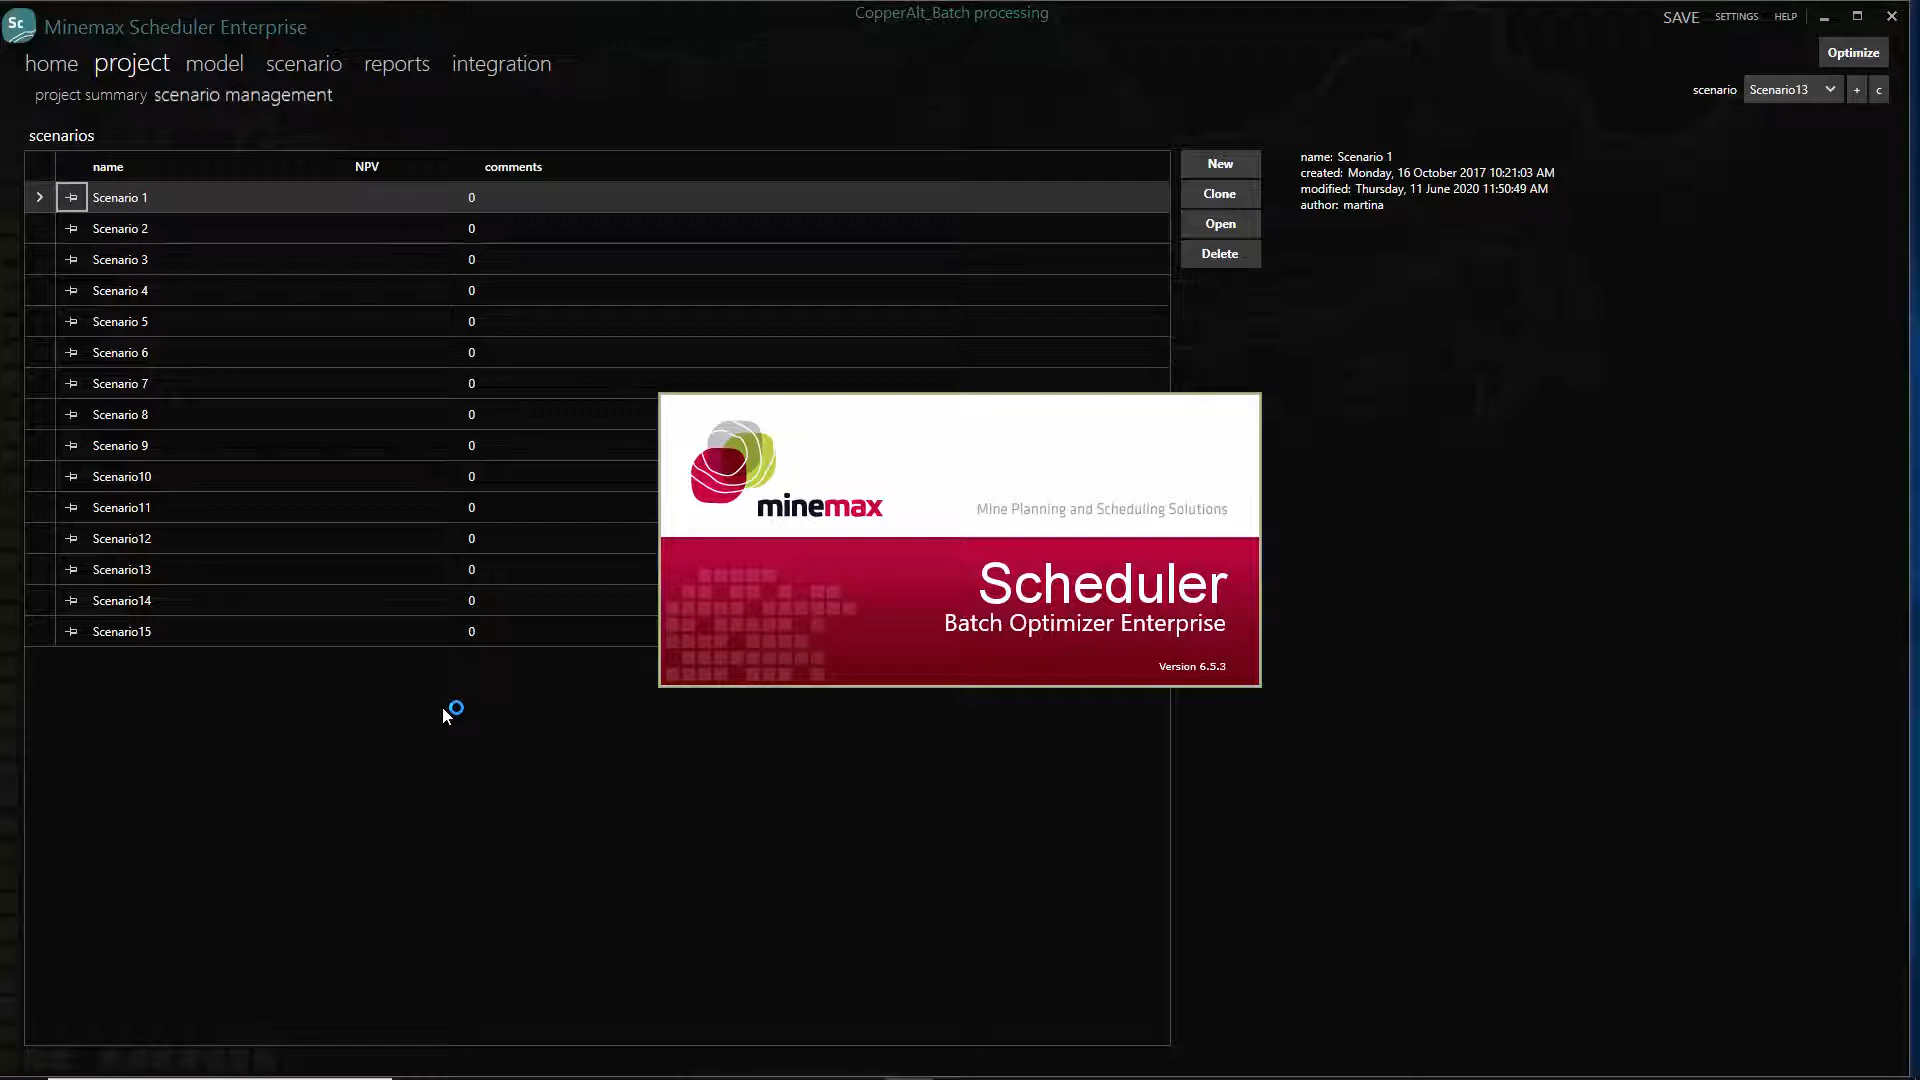 Sc Minemax Scheduler Enterprise
CopperAlt_Batch processing
SAVE SETTINGS HELP
home project model scenario reports integration
Optimize
project summary scenario management
scenario Scenario13 + c
scenarios
name NPV comments
Scenario 1 0
Scenario 2 0
Scenario 3 0
Scenario 4 0
Scenario 5 0
Scenario 6 0
Scenario 7 0
Scenario 8 0
Scenario 9 0
Scenario10 0
Scenario11 0
Scenario12 0
Scenario13 0
Scenario14 0
Scenario15 0
New
Clone
Open
Delete
name: Scenario 1
created: Monday, 16 October 2017 10:21:03 AM
modified: Thursday, 11 June 2020 11:50:49 AM
author: martina
minemax
Mine Planning and Scheduling Solutions
Scheduler
Batch Optimizer Enterprise
Version 6.5.3